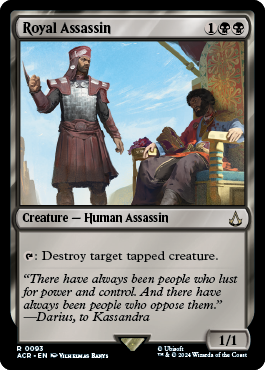 Royal Assassin 1
Creature — Human Assassin
: Destroy target tapped creature.
“There have always been people who lust
for power and control. And there have
always been people who oppose them.”
—Darius, to Kassandra
1/1
R 0093
ACR • EN Vilhelmas Banys
© Ubisoft
™ & © 2024 Wizards of the Coast